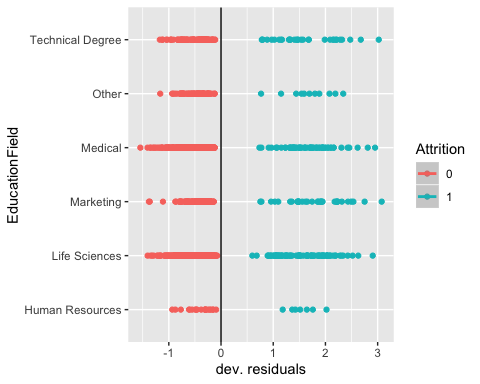 EducationField
Technical Degree
Other
Medical
Marketing
Life Sciences
Human Resources
-1 0 1 2 3
dev. residuals
Attrition
0
1